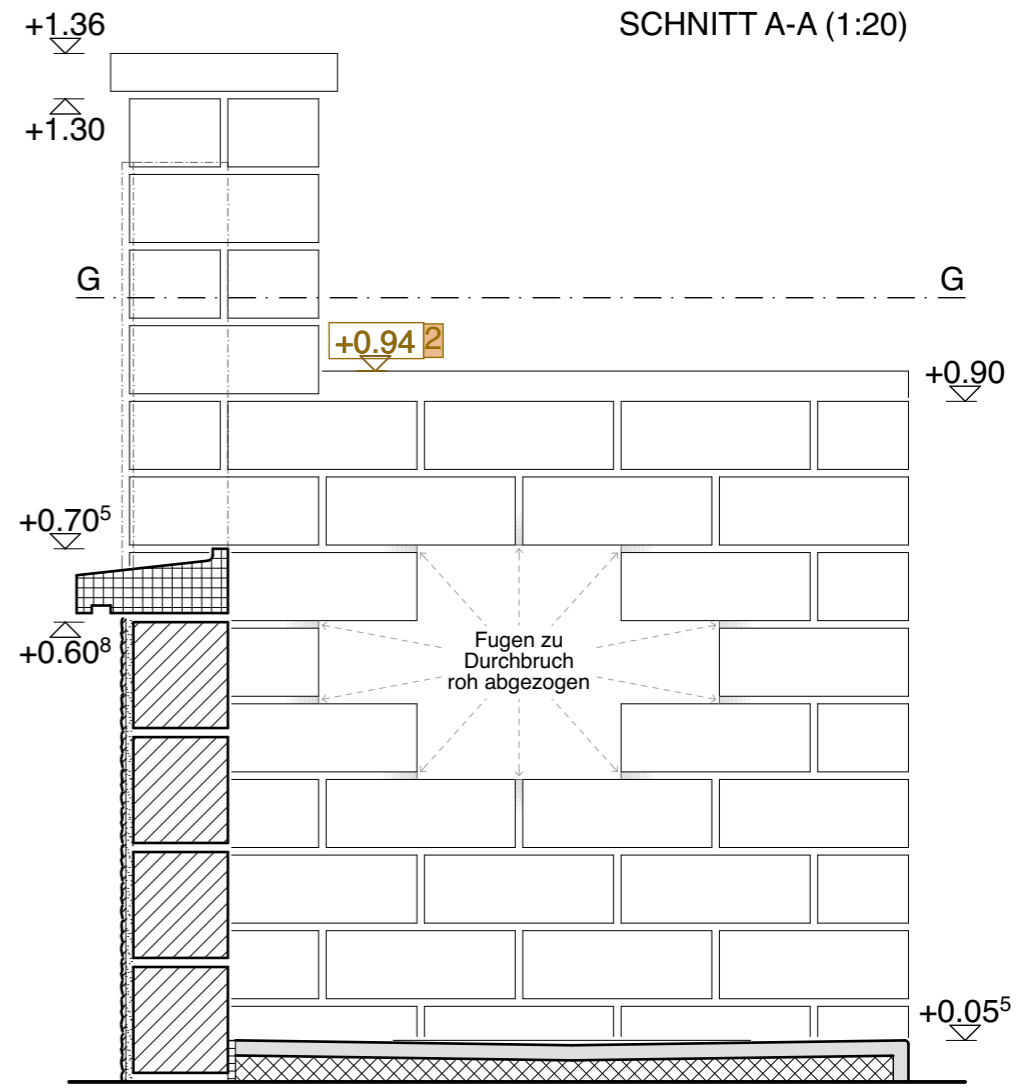 SCHNITT A-A (1:20)
+1.36
+1.30
G G
+0.94 2
+0.90
+0.70⁵
+0.60⁸
Fugen zu
Durchbruch
roh abgezogen
+0.05⁵